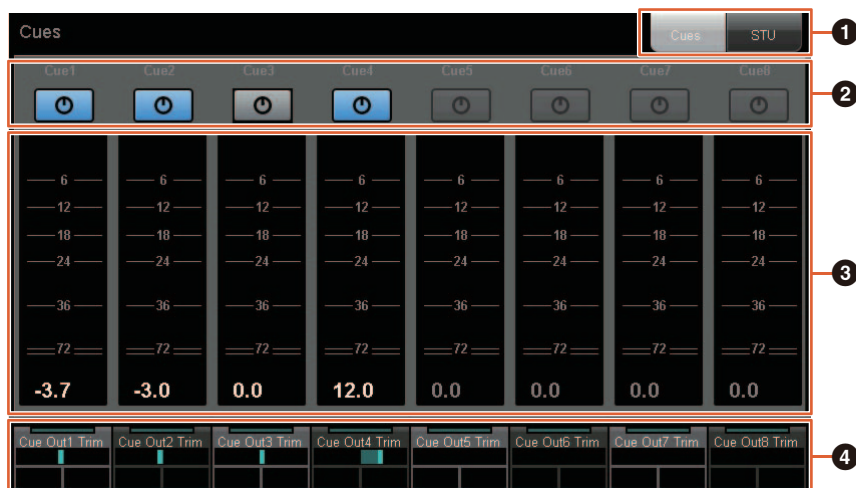 Cues Cues STU 1
Cue1 Cue2 Cue3 Cue4 Cue5 Cue6 Cue7 Cue8
2
6 6 6 6 6 6 6 6
12 12 12 12 12 12 12 12
18 18 18 18 18 18 18 18
24 24 24 24 24 24 24 24
3
36 36 36 36 36 36 36 36
72 72 72 72 72 72 72 72
-3.7 -3.0 0.0 12.0 0.0 0.0 0.0 0.0
Cue Out1 Trim Cue Out2 Trim Cue Out3 Trim Cue Out4 Trim Cue Out5 Trim Cue Out6 Trim Cue Out7 Trim Cue Out8 Trim
4